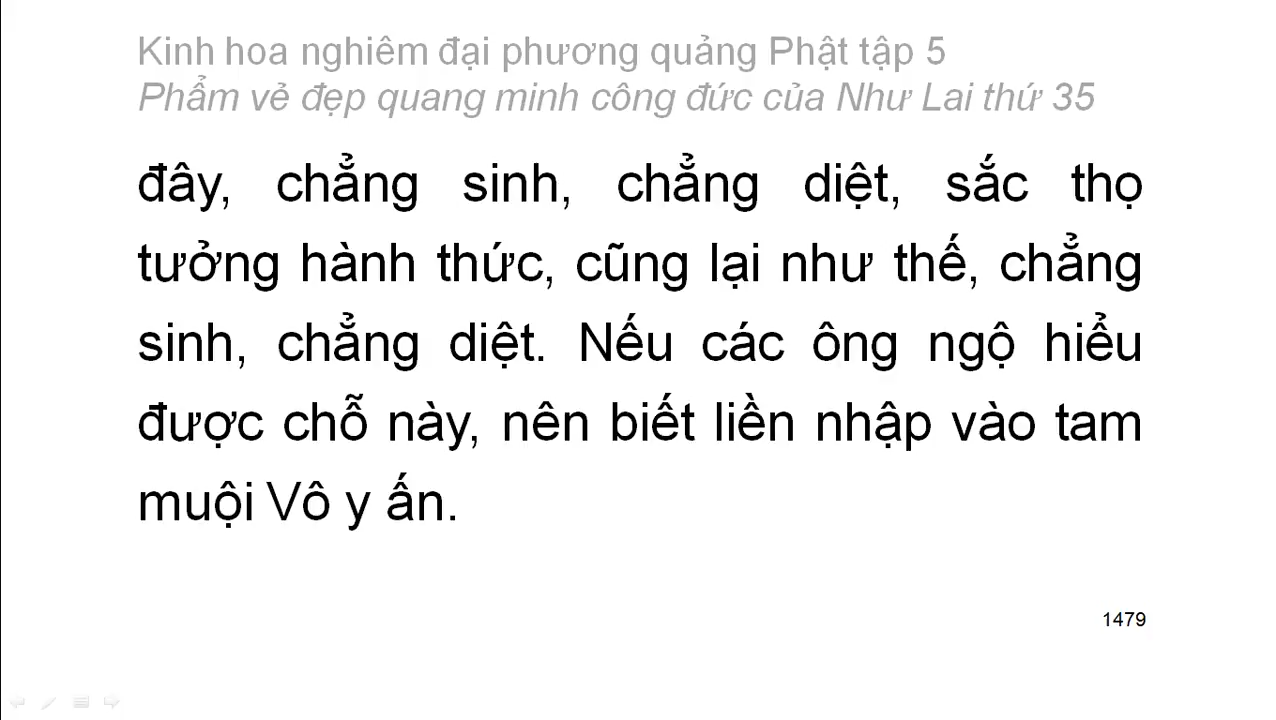 Kinh hoa nghiêm đại phương quảng Phật tập 5
Phẩm vẻ đẹp quang minh công đức của Như Lai thứ 35
đây, chẳng sinh, chẳng diệt, sắc thọ
tưởng hành thức, cũng lại như thế, chẳng
sinh, chẳng diệt. Nếu các ông ngộ hiểu
được chỗ này, nên biết liền nhập vào tam
muội Vô y ấn.
1479